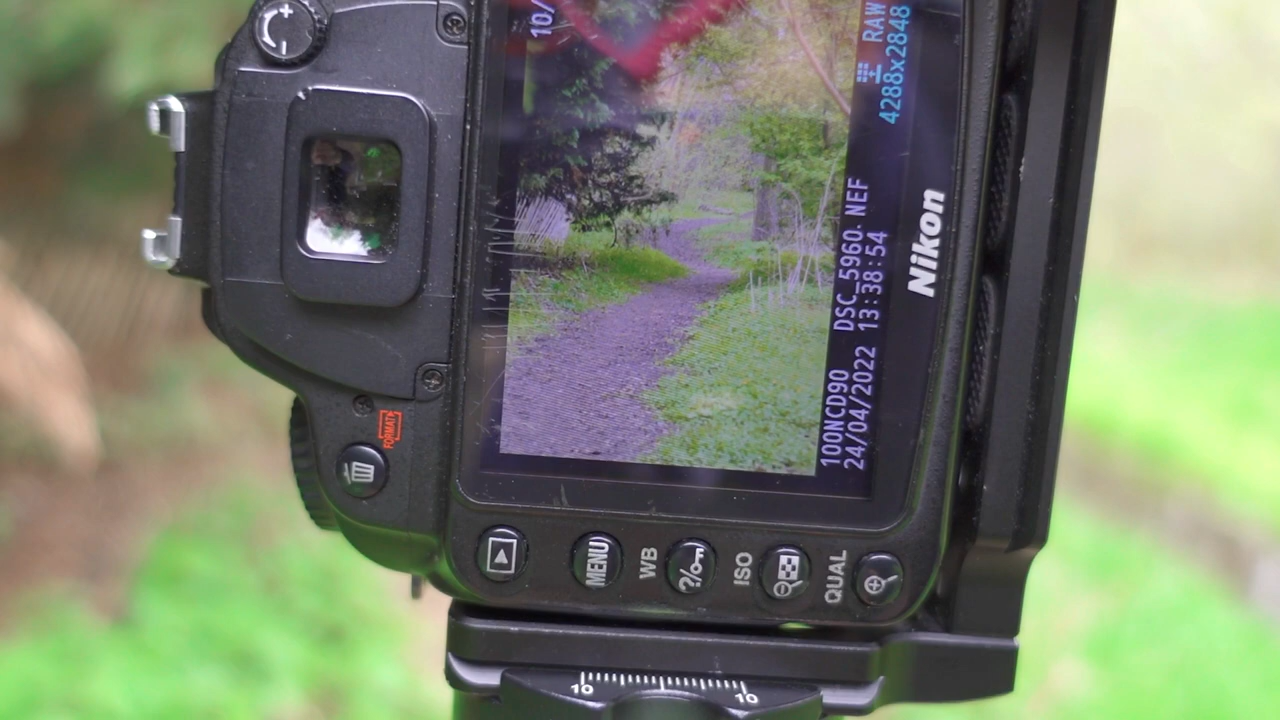 10/
RAW
4288x2848
100NCD90 DSC_5960.NEF
24/04/2022 13:38:54
Nikon
FORMAT
MENU
WB
?/
ISO
QUAL
10 10